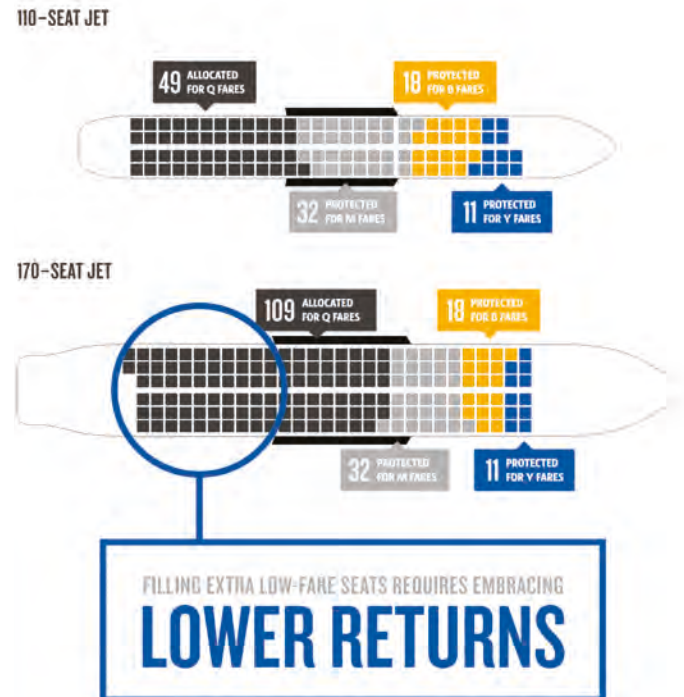 110-SEAT JET
49 ALLOCATED
FOR Q FARES
18 PROTECTED
FOR B FARES
32 PROTECTED
FOR M FARES
11 PROTECTED
FOR Y FARES
170-SEAT JET
109 ALLOCATED
FOR Q FARES
18 PROTECTED
FOR B FARES
32 PROTECTED
FOR M FARES
11 PROTECTED
FOR Y FARES
FILLING EXTRA LOW-FARE SEATS REQUIRES EMBRACING
LOWER RETURNS